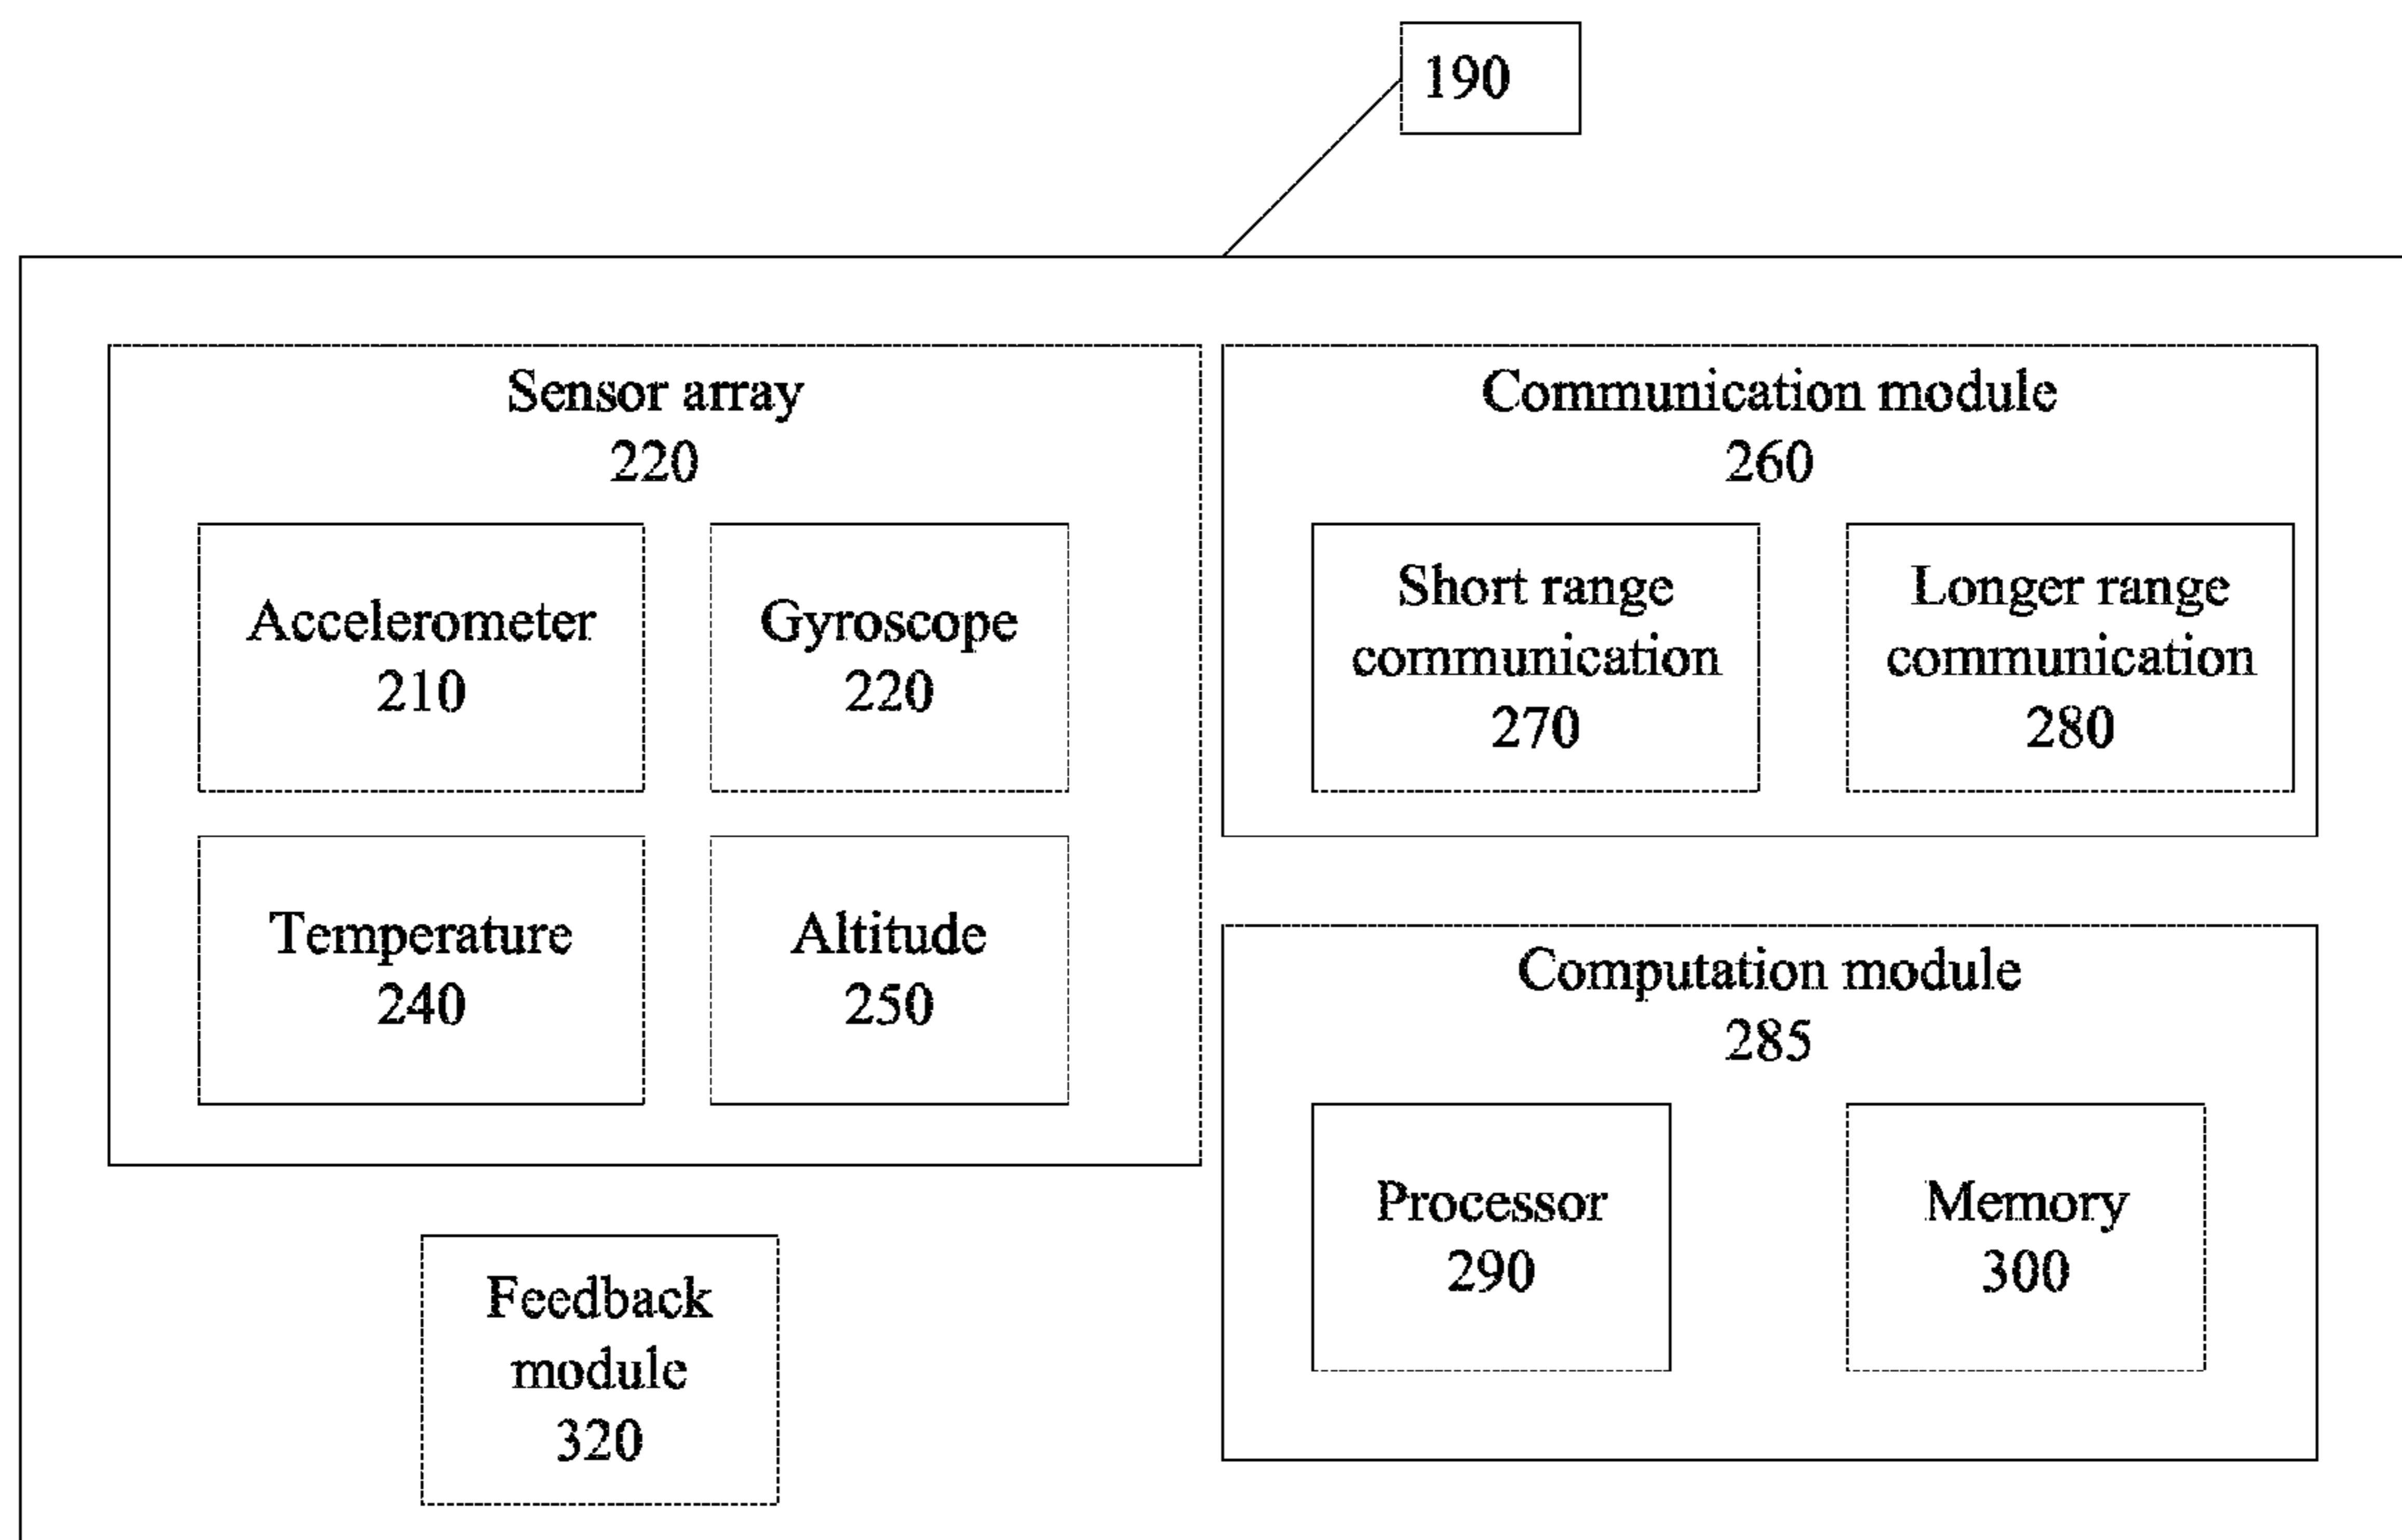 190
Sensor array
220
Accelerometer
210
Gyroscope
220
Temperature
240
Altitude
250
Communication module
260
Short range
communication
270
Longer range
communication
280
Computation module
285
Processor
290
Memory
300
Feedback
module
320